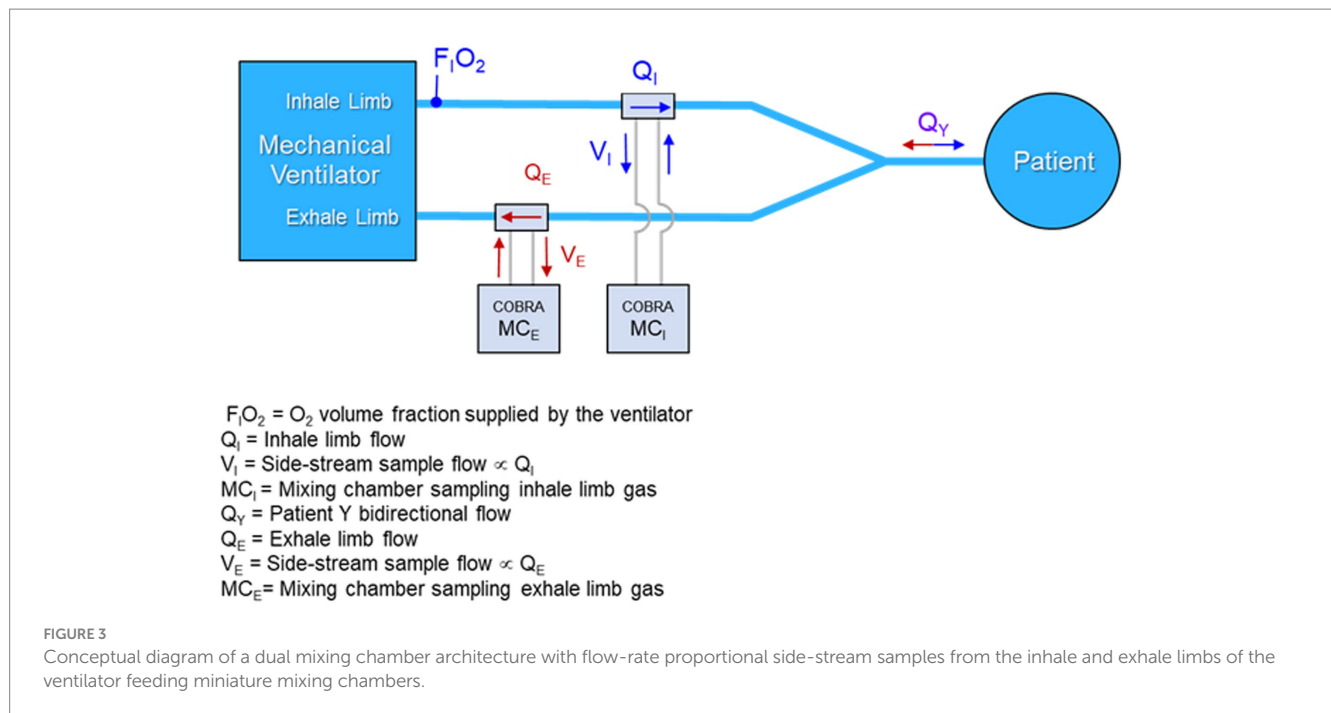 FIO2
QI
Inhale Limb
VI
QY
Mechanical
Ventilator
Patient
QE
Exhale Limb
VE
COBRA
MCE
COBRA
MCI
FIO2 = O2 volume fraction supplied by the ventilator
QI = Inhale limb flow
VI = Side-stream sample flow ∝ QI
MCI = Mixing chamber sampling inhale limb gas
QY = Patient Y bidirectional flow
QE = Exhale limb flow
VE = Side-stream sample flow ∝ QE
MCE= Mixing chamber sampling exhale limb gas
FIGURE 3
Conceptual diagram of a dual mixing chamber architecture with flow-rate proportional side-stream samples from the inhale and exhale limbs of the
ventilator feeding miniature mixing chambers.